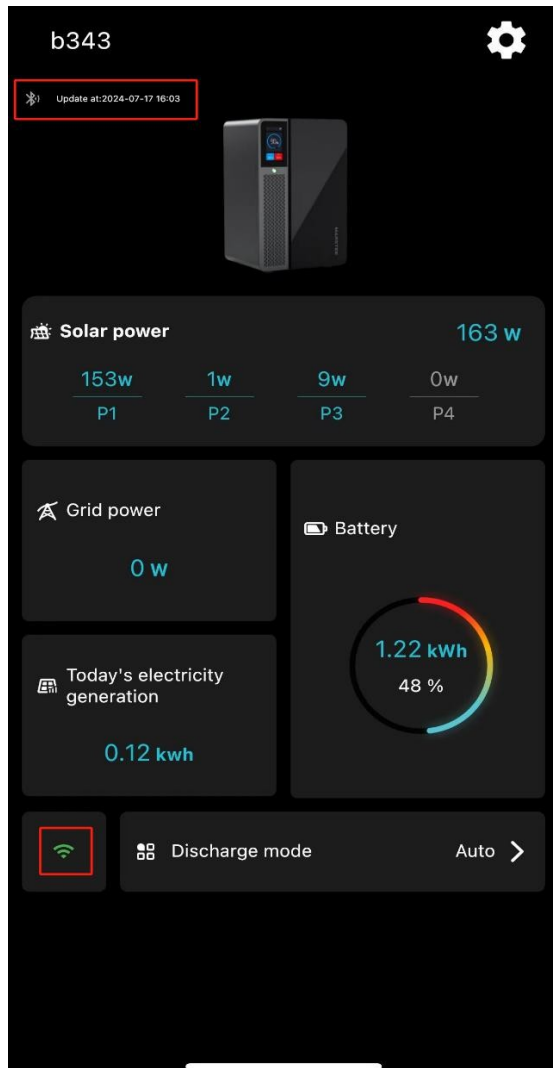 b343
Update at:2024-07-17 16:03
Solar power
163 w
153w 1w 9w 0w
P1 P2 P3 P4
Grid power
0 w
Battery
1.22 kWh
48 %
Today's electricity
generation
0.12 kwh
Discharge mode Auto